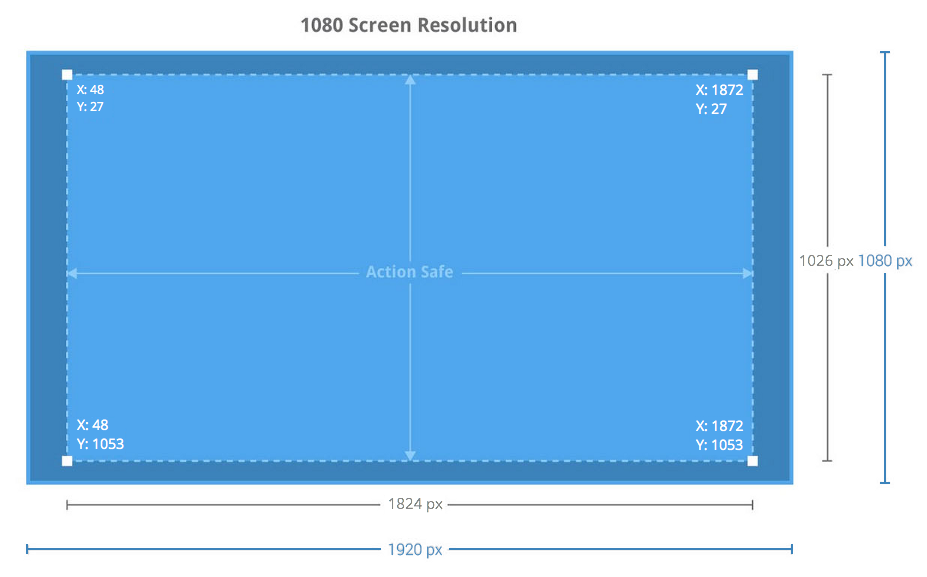 1080 Screen Resolution
X: 48
Y: 27
X: 1872
Y: 27
Action Safe
1026 px
1080 px
X: 48
Y: 1053
X: 1872
Y: 1053
1824 px
1920 px